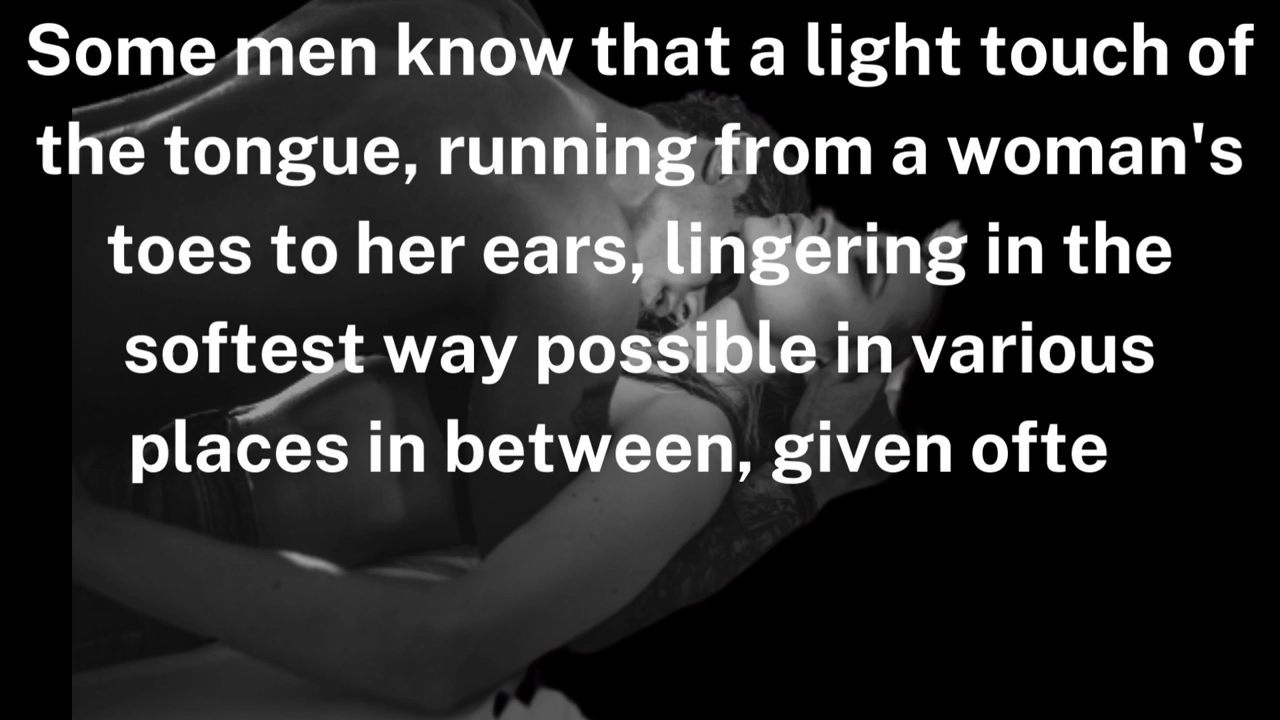 Some men know that a light touch of
the tongue, running from a woman's
toes to her ears, lingering in the
softest way possible in various
places in between, given ofte